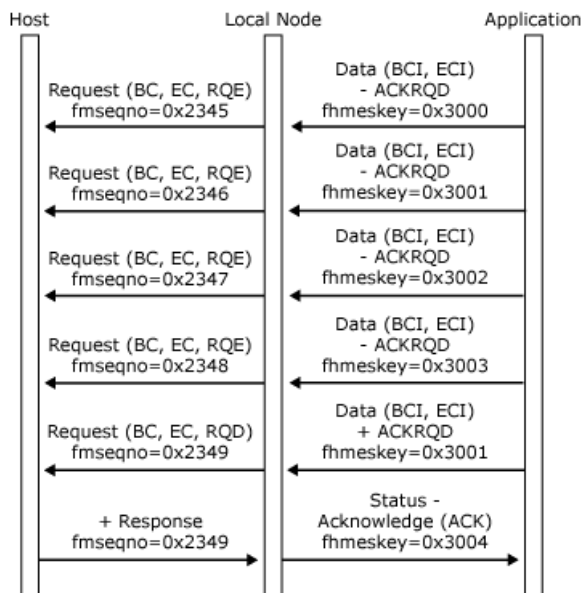 Host
Local Node
Application
Request (BC, EC, RQE)
fmseqno=0x2345
Data (BCI, ECI)
- ACKRQD
fhmeskey=0x3000
Request (BC, EC, RQE)
fmseqno=0x2346
Data (BCI, ECI)
- ACKRQD
fhmeskey=0x3001
Request (BC, EC, RQE)
fmseqno=0x2347
Data (BCI, ECI)
- ACKRQD
fhmeskey=0x3002
Request (BC, EC, RQE)
fmseqno=0x2348
Data (BCI, ECI)
- ACKRQD
fhmeskey=0x3003
Request (BC, EC, RQD)
fmseqno=0x2349
Data (BCI, ECI)
+ ACKRQD
fhmeskey=0x3001
+ Response
fmseqno=0x2349
Status -
Acknowledge (ACK)
fhmeskey=0x3004